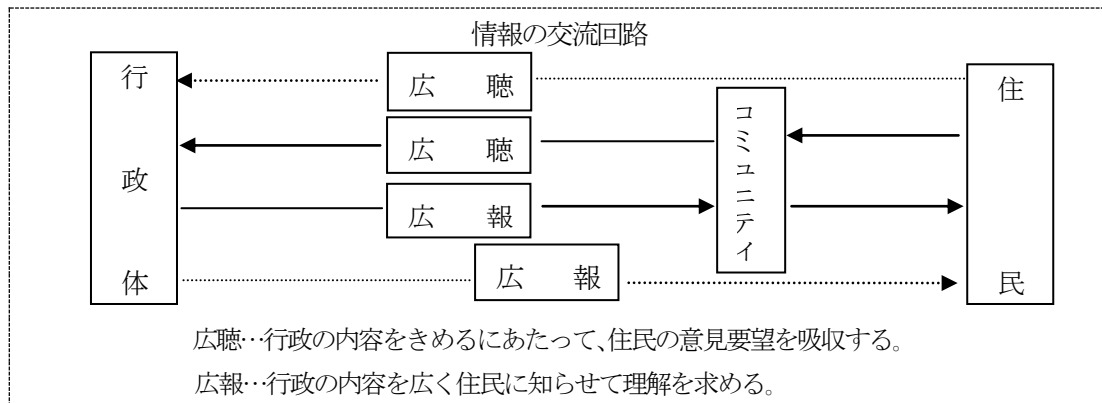 情報の交流回路
行政体
広聴
住民
広聴
コミユニテイ
広報
広報
広聴…行政の内容をきめるにあたって、住民の意見要望を吸収する。
広報…行政の内容を広く住民に知らせて理解を求める。